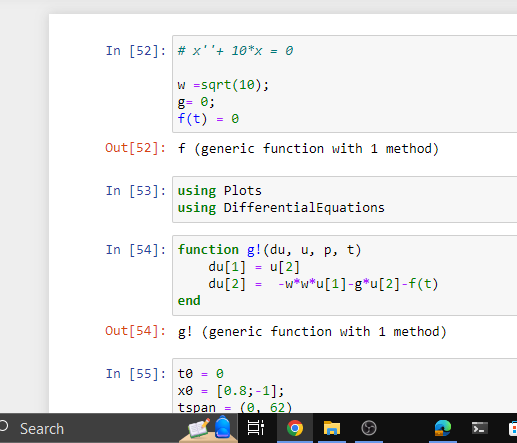 In [52]: # x''+ 10*x = 0
w =sqrt(10);
g= 0;
f(t) = 0
Out[52]: f (generic function with 1 method)
In [53]: using Plots
using DifferentialEquations
In [54]: function g!(du, u, p, t)
du[1] = u[2]
du[2] =  -w*w*u[1]-g*u[2]-f(t)
end
Out[54]: g! (generic function with 1 method)
In [55]: t0 = 0
x0 = [0.8;-1];
tspan = (0, 62)
Search